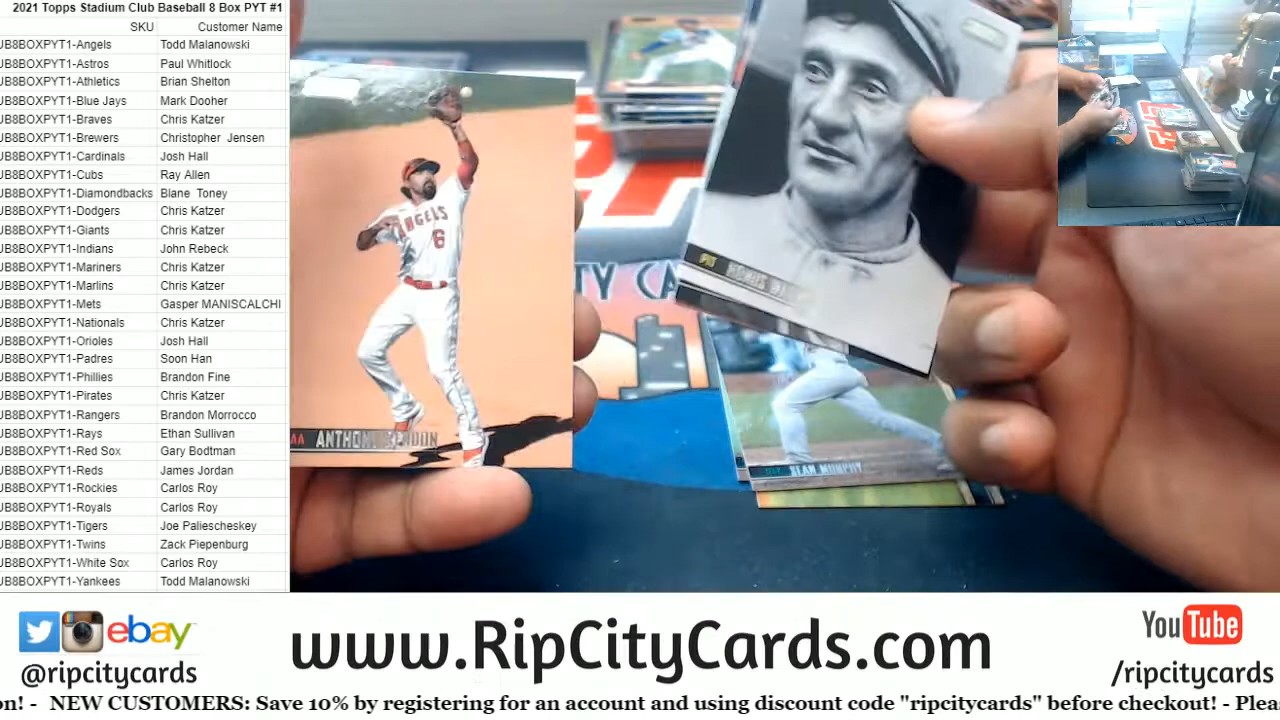 2021 Topps Stadium Club Baseball 8 Box PYT #1
SKU Customer Name
JB8BOXPYT1-Angels Todd Malanowski
JB8BOXPYT1-Astros Paul Whitlock
JB8BOXPYT1-Athletics Brian Shelton
JB8BOXPYT1-Blue Jays Mark Dooher
JB8BOXPYT1-Braves Chris Katzer
JB8BOXPYT1-Brewers Christopher Jensen
JB8BOXPYT1-Cardinals Josh Hall
JB8BOXPYT1-Cubs Ray Allen
JB8BOXPYT1-Diamondbacks Blane Toney
JB8BOXPYT1-Dodgers Chris Katzer
JB8BOXPYT1-Giants Chris Katzer
JB8BOXPYT1-Indians John Rebeck
JB8BOXPYT1-Mariners Chris Katzer
JB8BOXPYT1-Marlins Chris Katzer
JB8BOXPYT1-Mets Gasper MANISCALCHI
JB8BOXPYT1-Nationals Chris Katzer
JB8BOXPYT1-Orioles Josh Hall
JB8BOXPYT1-Padres Soon Han
JB8BOXPYT1-Phillies Brandon Fine
JB8BOXPYT1-Pirates Chris Katzer
JB8BOXPYT1-Rangers Brandon Morrocco
JB8BOXPYT1-Rays Ethan Sullivan
JB8BOXPYT1-Red Sox Gary Bodtman
JB8BOXPYT1-Reds James Jordan
JB8BOXPYT1-Rockies Carlos Roy
JB8BOXPYT1-Royals Carlos Roy
JB8BOXPYT1-Tigers Joe Paliescheskey
JB8BOXPYT1-Twins Zack Piepenburg
JB8BOXPYT1-White Sox Carlos Roy
JB8BOXPYT1-Yankees Todd Malanowski
ANGELS
6
ANTHONY RENDON
PIT HONUS
TY CA
SEAN MURPHY
ebay
@ripcitycards
www.RipCityCards.com
YouTube
/ripcitycards
on! - NEW CUSTOMERS: Save 10% by registering for an account and using discount code "ripcitycards" before checkout! - Plea